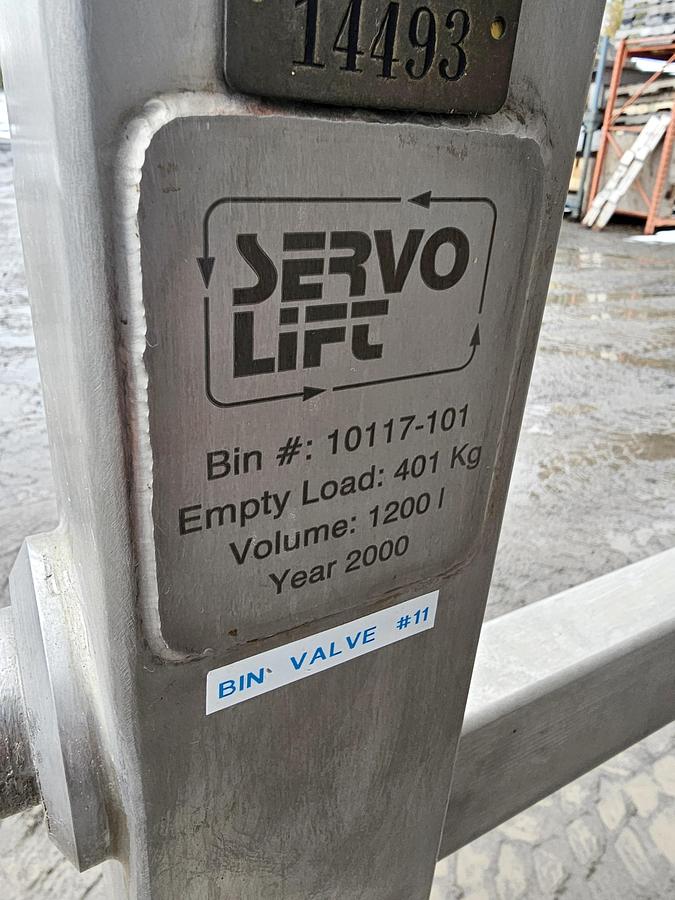 14493
SERVO
LiFT
Bin #: 10117-101
Empty Load: 401 Kg
Volume: 1200 l
Year 2000
BIN VALVE #11